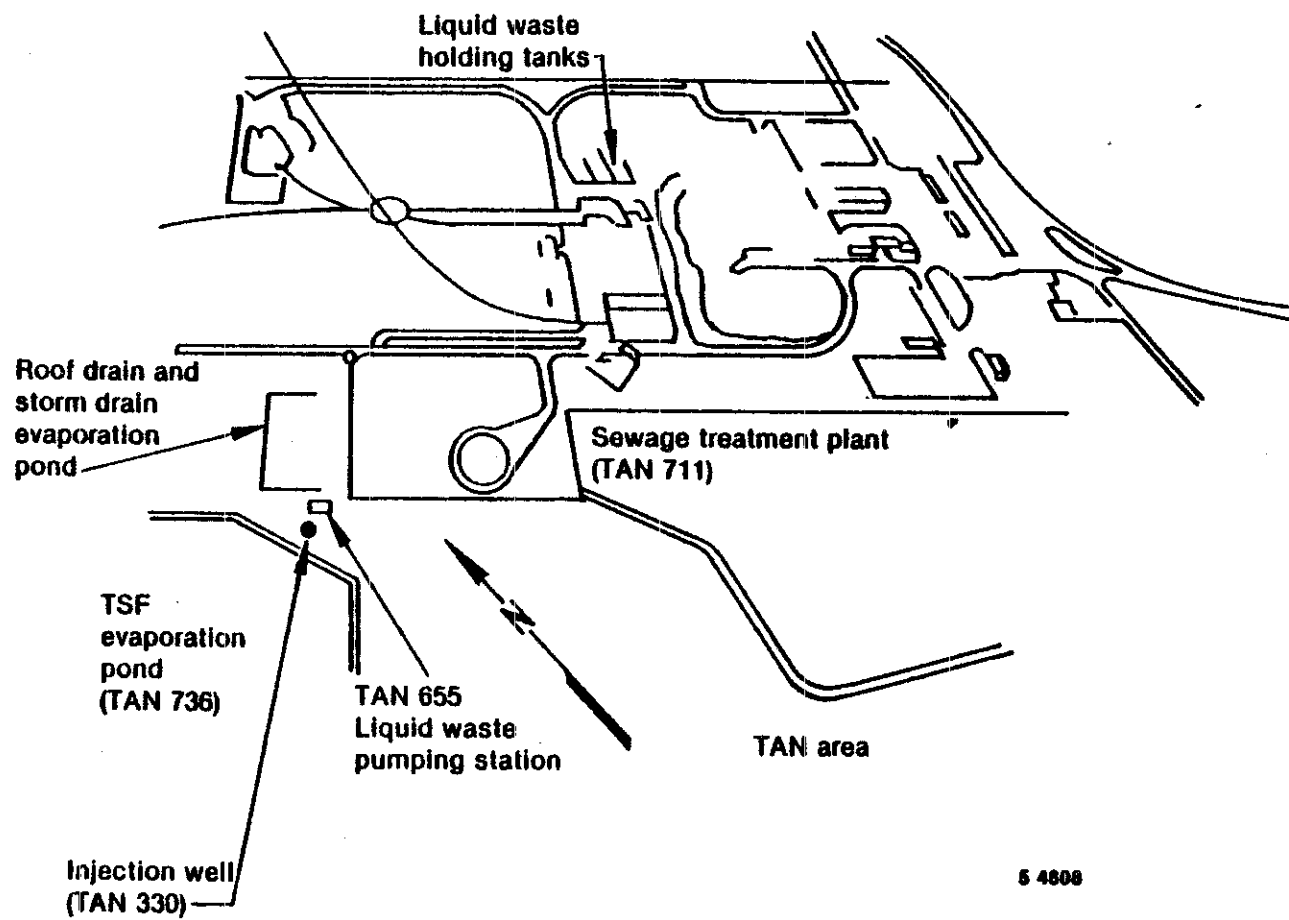 Liquid waste
holding tanks
Roof drain and
storm drain
evaporation
pond
Sewage treatment plant
(TAN 711)
TSF
evaporation
pond
(TAN 736)
TAN 655
Liquid waste
pumping station
TAN area
Injection well
(TAN 330)
5 4608